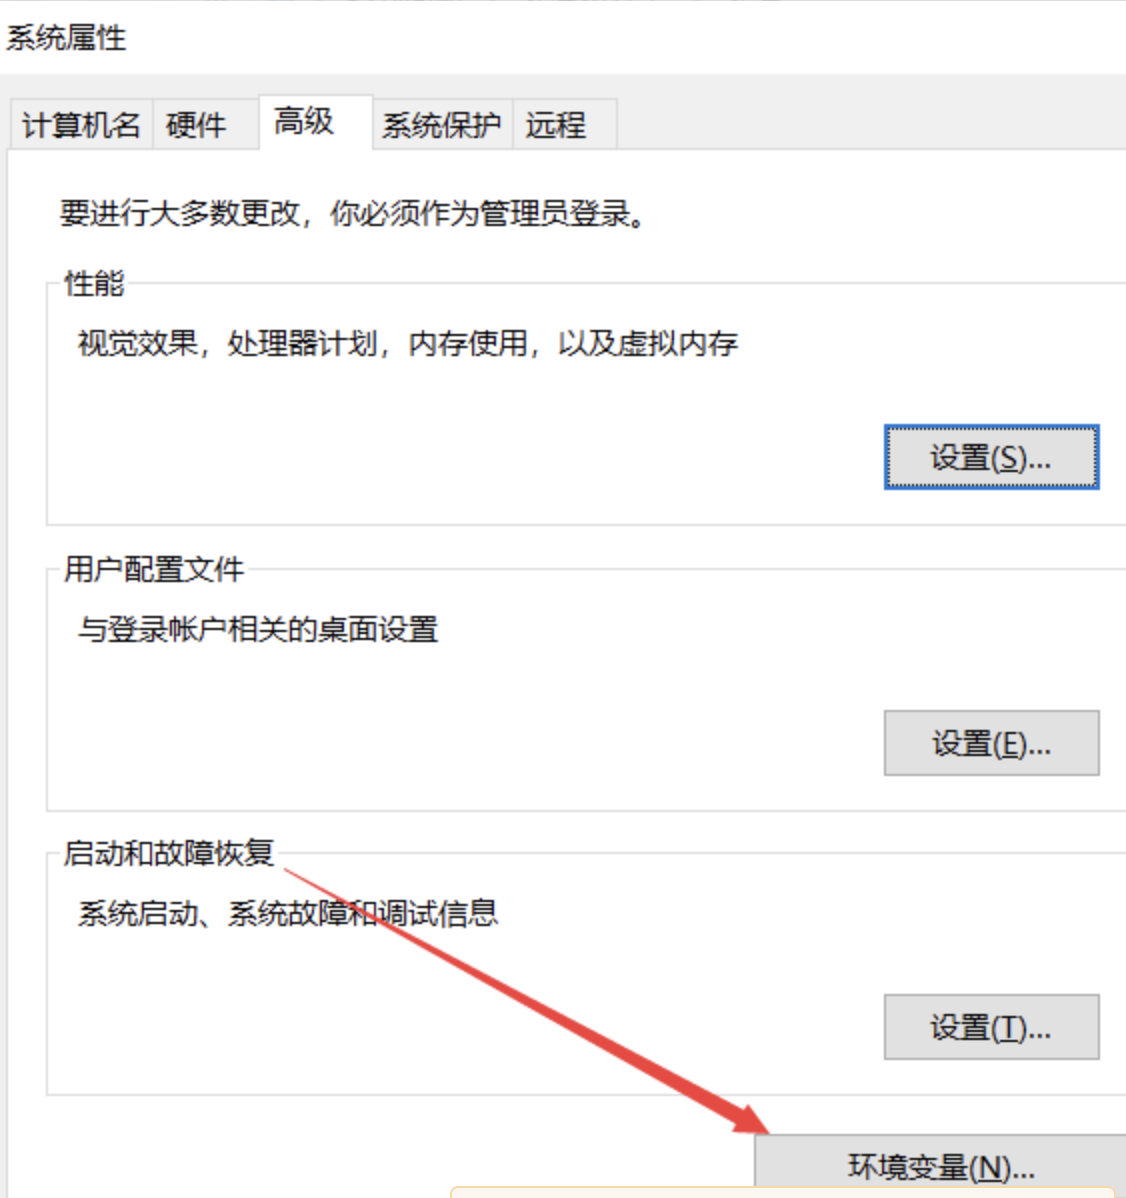 系统属性
计算机名 硬件 高级 系统保护 远程
要进行大多数更改，你必须作为管理员登录。
性能
视觉效果，处理器计划，内存使用，以及虚拟内存
设置(S)...
用户配置文件
与登录帐户相关的桌面设置
设置(E)...
启动和故障恢复
系统启动、系统故障和调试信息
设置(T)...
环境变量(N)...